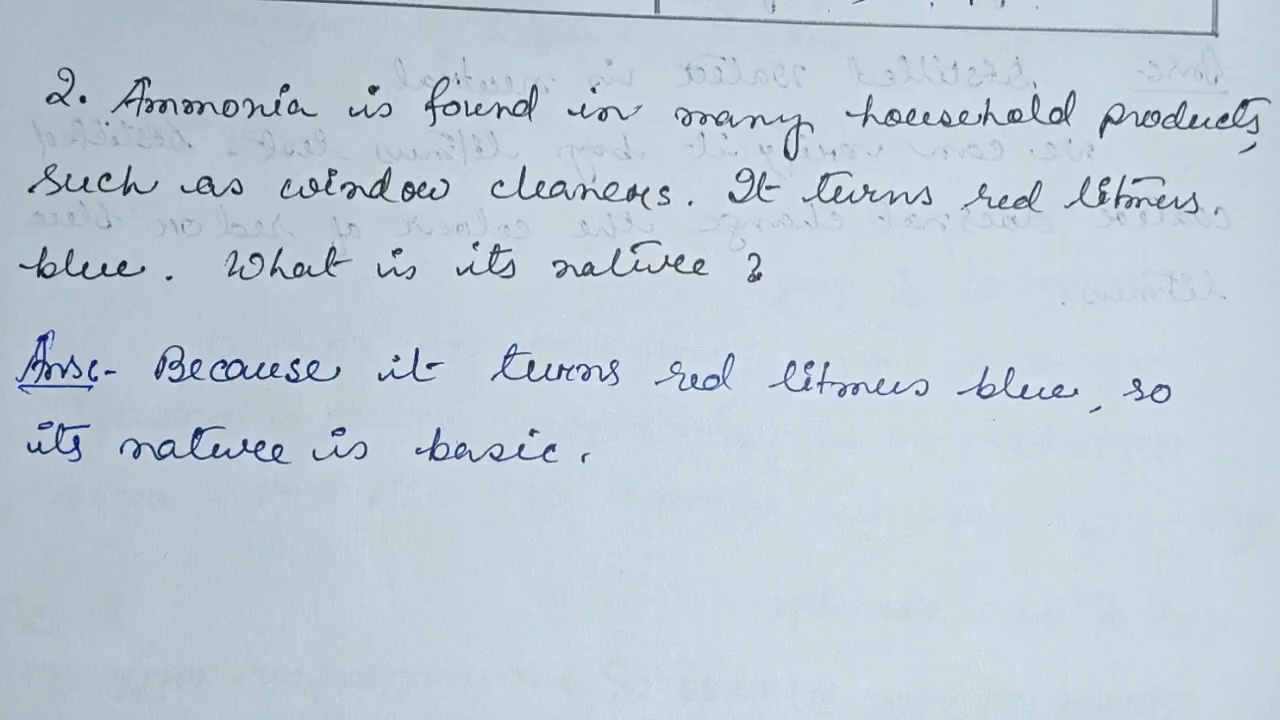 2. Ammonia is found in many household products,
such as window cleaners. It turns red litmus
blue. What is its nature ?
Ans:- Because it turns red litmus blue, so
its nature is basic.